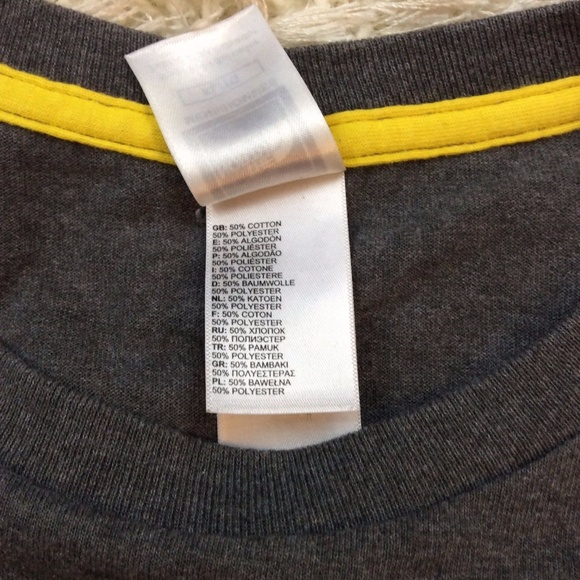 GB: 50% COTTON
50% POLYESTER
E: 50% ALGODÓN
50% POLIÉSTER
P: 50% ALGODÃO
50% POLIÉSTER
I: 50% COTONE
50% POLIESTERE
D: 50% BAUMWOLLE
50% POLYESTER
NL: 50% KATOEN
50% POLYESTER
F: 50% COTON
50% POLYESTER
RU: 50% ХЛОПОК
50% ПОЛИЭСТЕР
TR: 50% PAMUK
50% POLYESTER
GR: 50% ΒΑΜΒΑΚΙ
50% ΠΟΛΥΕΣΤΕΡΑΣ
PL: 50% BAWEŁNA
50% POLYESTER